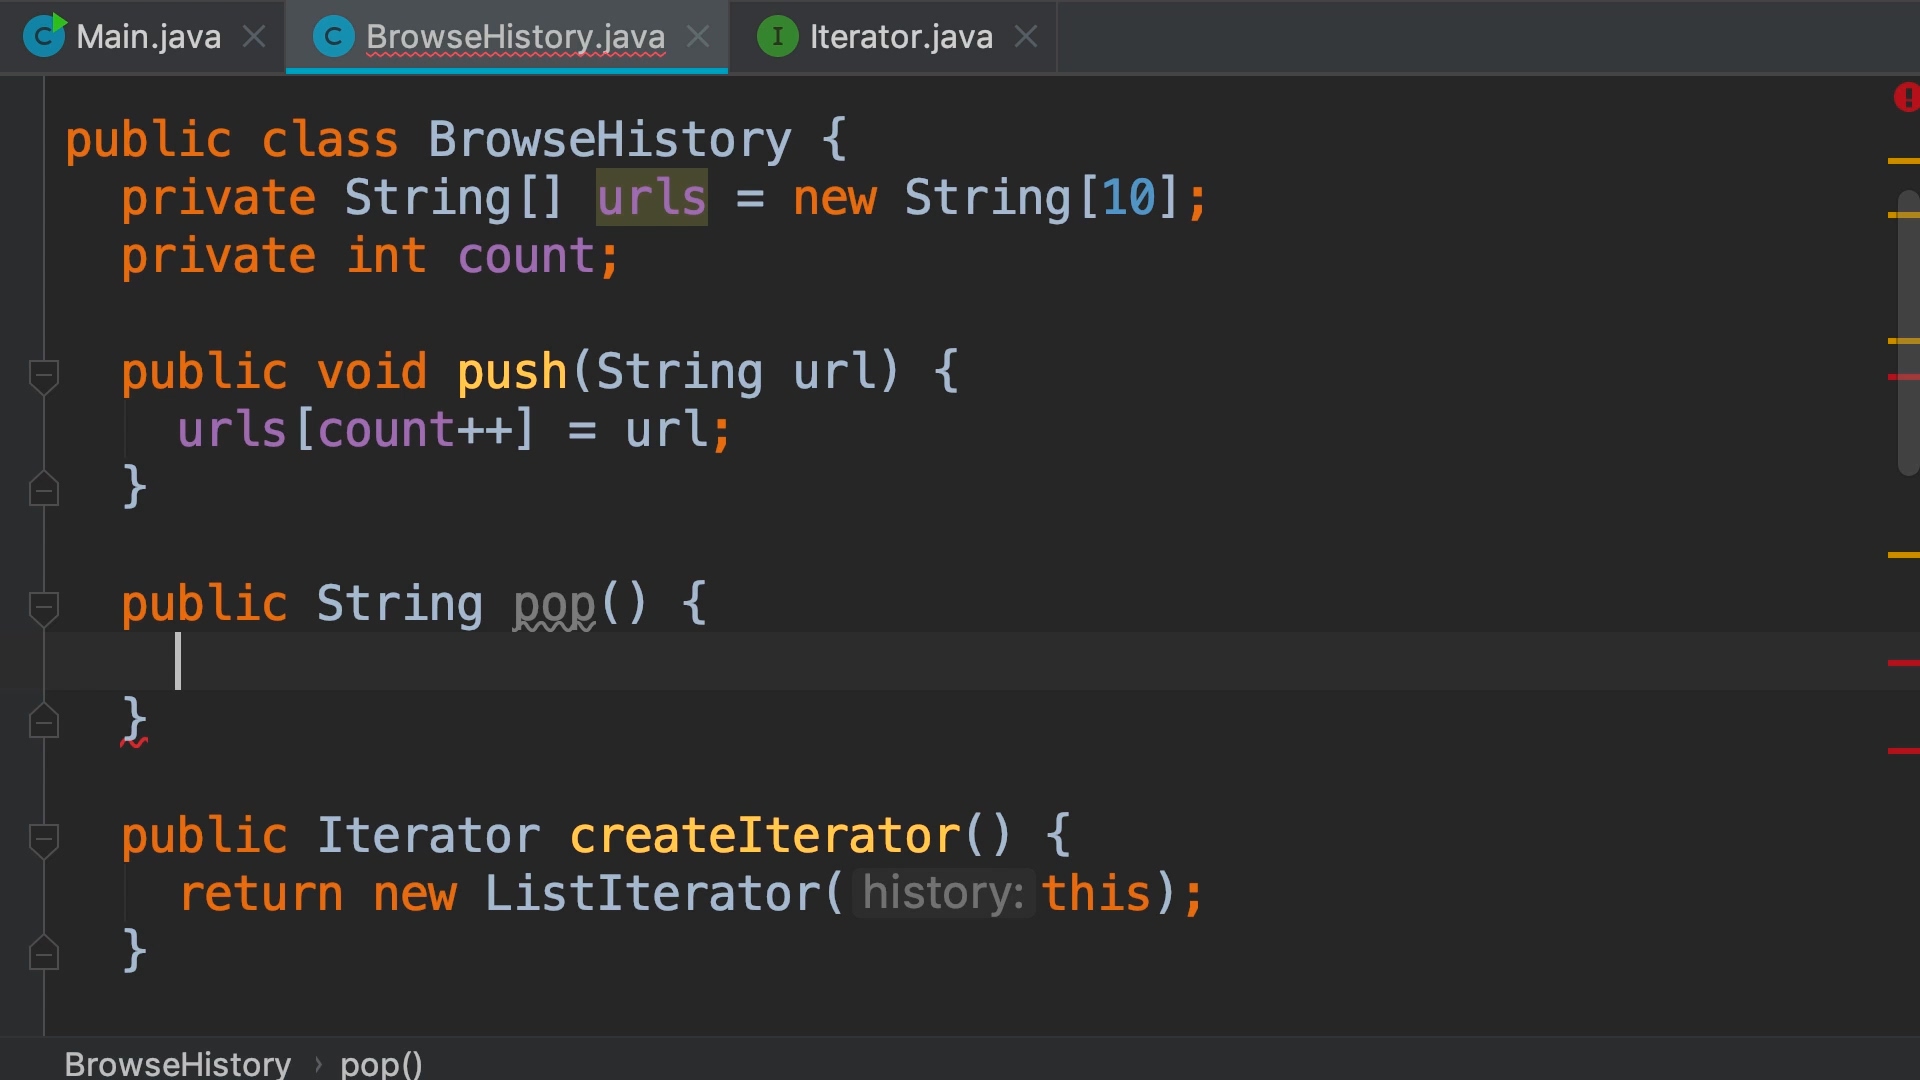 Main.java BrowseHistory.java Iterator.java
public class BrowseHistory {
private String[] urls = new String[10];
private int count;
public void push(String url) {
urls[count++] = url;
}
public String pop() {
}
public Iterator createIterator() {
return new ListIterator( history: this);
}
BrowseHistory › pop()